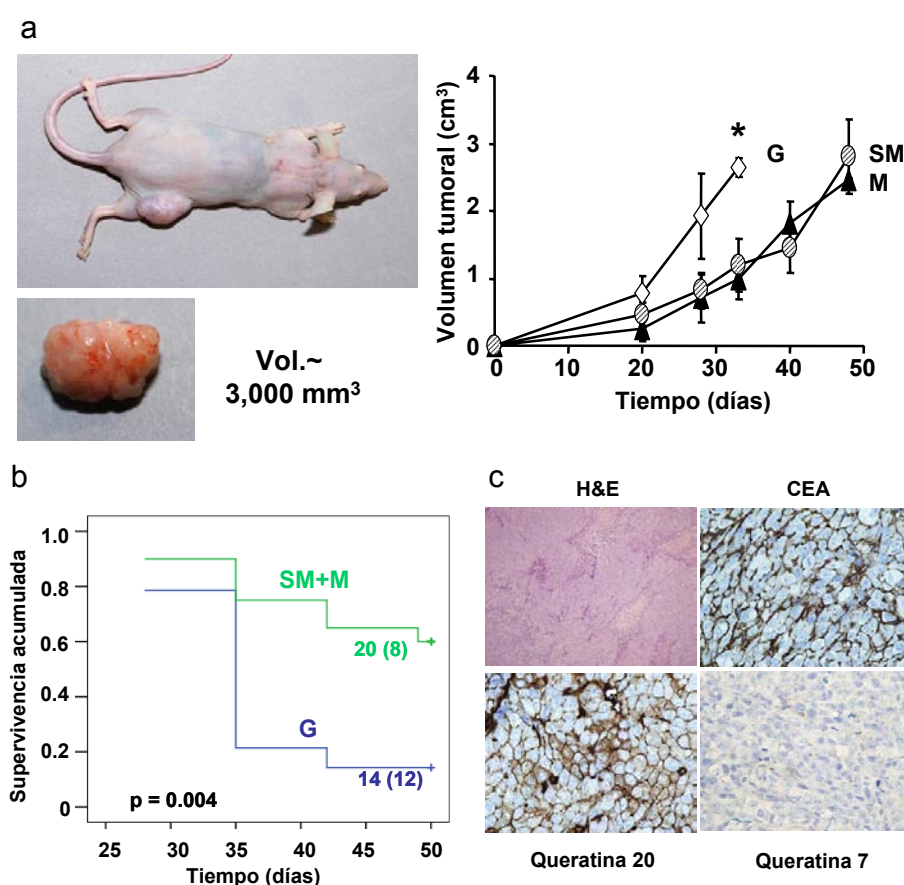 a
Vol.~
3,000 mm³
Volumen tumoral (cm³)
4
3
2
1
0
0 10 20 30 40 50
Tiempo (días)
*
G
SM
M
b
Supervivencia acumulada
1.0
0.8
0.6
0.4
0.2
0
SM+M
20 (8)
G
14 (12)
p = 0.004
25 30 35 40 45 50
Tiempo (días)
c
H&E CEA
Queratina 20 Queratina 7